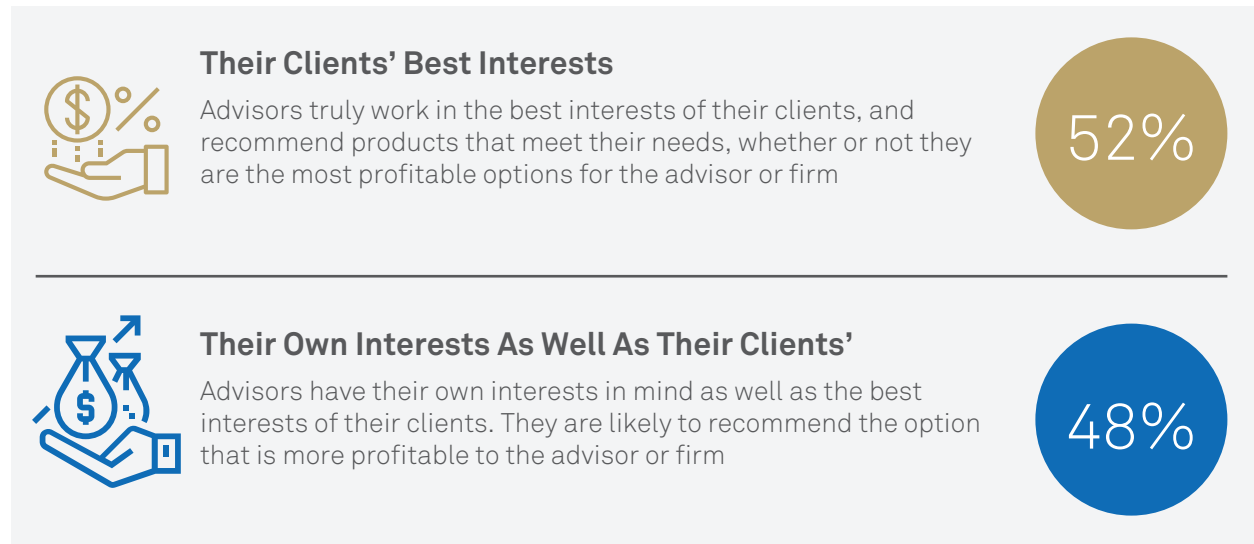 Their Clients’ Best Interests
Advisors truly work in the best interests of their clients, and
recommend products that meet their needs, whether or not they
are the most profitable options for the advisor or firm
52%
Their Own Interests As Well As Their Clients’
Advisors have their own interests in mind as well as the best
interests of their clients. They are likely to recommend the option
that is more profitable to the advisor or firm
48%